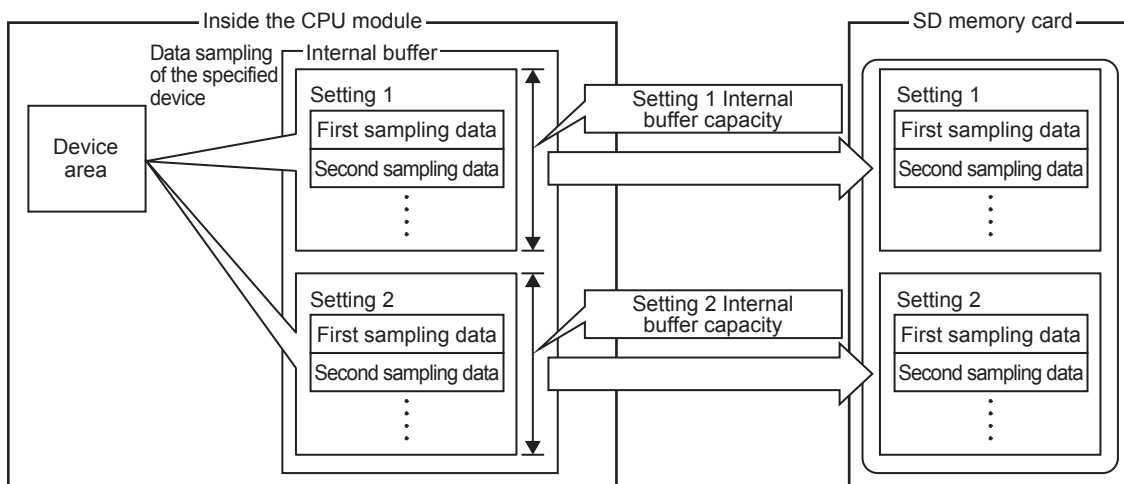 Inside the CPU module
SD memory card
Data sampling
of the specified
device
Internal buffer
Device
area
Setting 1
First sampling data
Second sampling data
Setting 1 Internal
buffer capacity
Setting 1
First sampling data
Second sampling data
Setting 2
First sampling data
Second sampling data
Setting 2 Internal
buffer capacity
Setting 2
First sampling data
Second sampling data